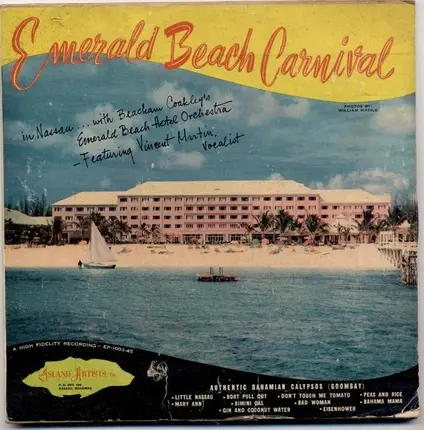 Emerald Beach Carnival
PHOTOS BY:
in Nassau... with Beacham Coakley's
Emerald Beach Hotel Orchestra
- Featuring Vincent Martin,
Vocalist
A HIGH FIDELITY RECORDING - EP-1003-45
ISLAND ARTISTS, LTD.
NASSAU, BAHAMAS
AUTHENTIC BAHAMIAN CALYPSOS (GOOMBAY)
• LITTLE NASSAU • BOAT PULL OUT • DON'T TOUCH ME TOMATO • PEAS AND RICE
• MARY ANN • BIMINI GAL • BAD WOMAN • BAHAMA MAMA
• GIN AND COCONUT WATER • EISENHOWER